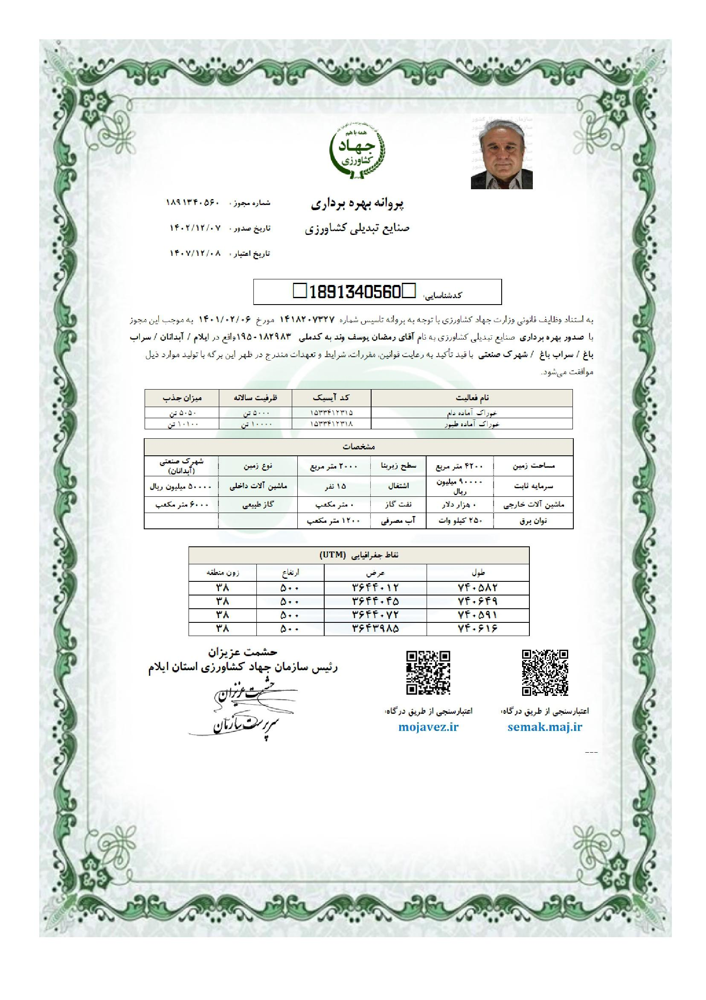 همه با هم
جهاد
کشاورزی
سازمان ثبت احوال کشور
پروانه بهره برداری
صنایع تبدیلی کشاورزی
شماره مجوز : ۱۸۹۱۳۴۰۵۶۰
تاریخ صدور : ۱۴۰۲/۱۲/۰۷
تاریخ اعتبار : ۱۴۰۷/۱۲/۰۸
کدشناسایی: 1891340560
به استناد وظایف قانونی وزارت جهاد کشاورزی با توجه به پروانه تاسیس شماره ۱۴۱۸۲۰۷۳۲۷ مورخ ۱۴۰۱/۰۲/۰۶ به موجب این مجوز
با صدور بهره برداری صنایع تبدیلی کشاورزی به نام آقای رمضان یوسف وند به کدملی ۱۹۵۰۱۸۲۹۸۳واقع در ایلام / آبدانان / سراب
باغ / سراب باغ / شهرک صنعتی با قید تأکید به رعایت قوانین، مقررات، شرایط و تعهدات مندرج در ظهر این برگه با تولید موارد ذیل
موافقت می‌شود.
نام فعالیت کد آیسیک ظرفیت سالانه میزان جذب
خوراک آماده دام ۱۵۳۳۴۱۲۳۱۵ ۵۰۰۰ تن ۵۰۵۰ تن
خوراک آماده طیور ۱۵۳۳۴۱۲۳۱۸ ۱۰۰۰۰ تن ۱۰۱۰۰ تن
مشخصات
مساحت زمین ۴۲۰۰ متر مربع سطح زیربنا ۲۰۰۰ متر مربع نوع زمین شهرک صنعتی (آبدانان)
سرمایه ثابت ۹۰۰۰۰ میلیون ریال اشتغال ۱۵ نفر ماشین آلات داخلی ۵۰۰۰۰ میلیون ریال
ماشین آلات خارجی ۰ هزار دلار نفت گاز ۰ متر مکعب گاز طبیعی ۶۰۰۰ متر مکعب
توان برق ۲۵۰ کیلو وات آب مصرفی ۱۲۰۰ متر مکعب
نقاط جغرافیایی (UTM)
طول عرض ارتفاع زون منطقه
۷۴۰۵۸۲ ۳۶۴۴۰۱۲ ۵۰۰ ۳۸
۷۴۰۶۴۹ ۳۶۴۴۰۴۵ ۵۰۰ ۳۸
۷۴۰۵۹۱ ۳۶۴۴۰۷۲ ۵۰۰ ۳۸
۷۴۰۶۱۶ ۳۶۴۳۹۸۵ ۵۰۰ ۳۸
حشمت عزیزان
رئیس سازمان جهاد کشاورزی استان ایلام
حشمت عزیزان
سرپرست سازمان
اعتبارسنجی از طریق درگاه:
semak.maj.ir
اعتبارسنجی از طریق درگاه:
mojavez.ir
---